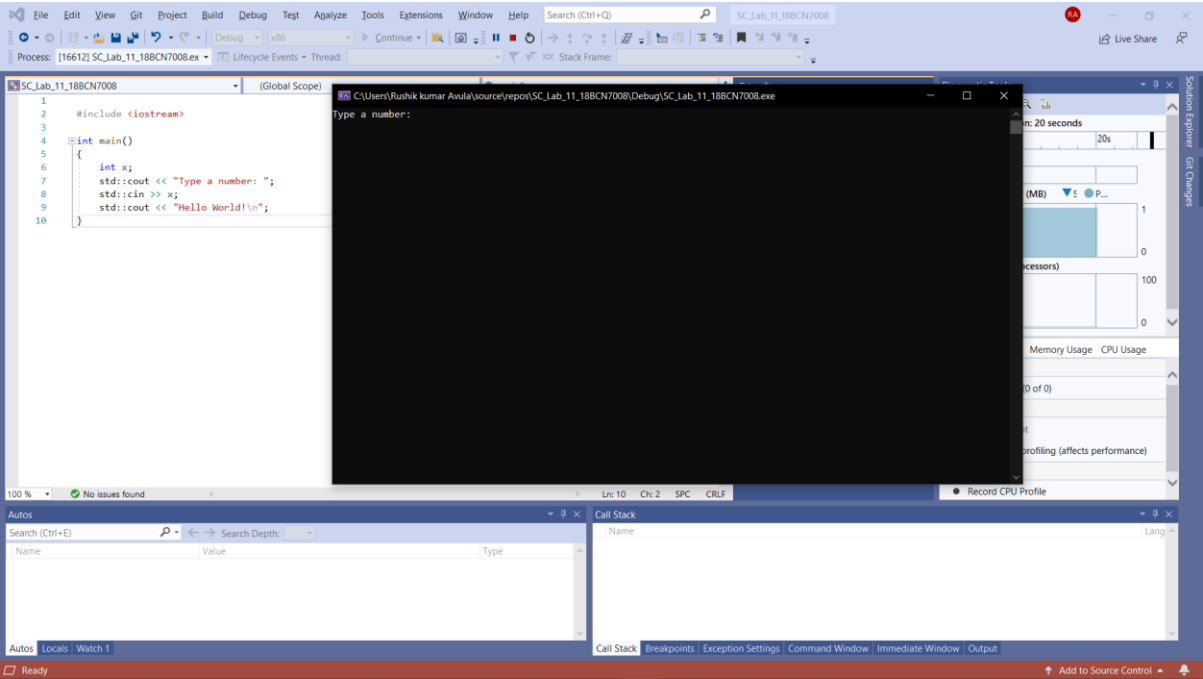 File Edit View Git Project Build Debug Test Analyze Tools Extensions Window Help Search (Ctrl+Q) SC_Lab_11_18BCN7008 RA
Debug x86 Continue Live Share
Process: [16612] SC_Lab_11_18BCN7008.ex Lifecycle Events Thread: Stack Frame:
SC_Lab_11_18BCN7008 (Global Scope)
1
2 #include <iostream>
3
4 int main()
5 {
6 int x;
7 std::cout << "Type a number: ";
8 std::cin >> x;
9 std::cout << "Hello World!\n";
10 }
C:\Users\Rushik kumar Avula\source\repos\SC_Lab_11_18BCN7008\Debug\SC_Lab_11_18BCN7008.exe
Type a number:
20 seconds
20s
(MB) S P...
1
0
100
0
Memory Usage CPU Usage
(0 of 0)
profiling (affects performance)
Record CPU Profile
Solution Explorer
Git Changes
100 % No issues found Ln: 10 Ch: 2 SPC CRLF
Autos
Search (Ctrl+E) Search Depth:
Name Value Type
Autos Locals Watch 1
Call Stack
Name Lang
Call Stack Breakpoints Exception Settings Command Window Immediate Window Output
Ready Add to Source Control